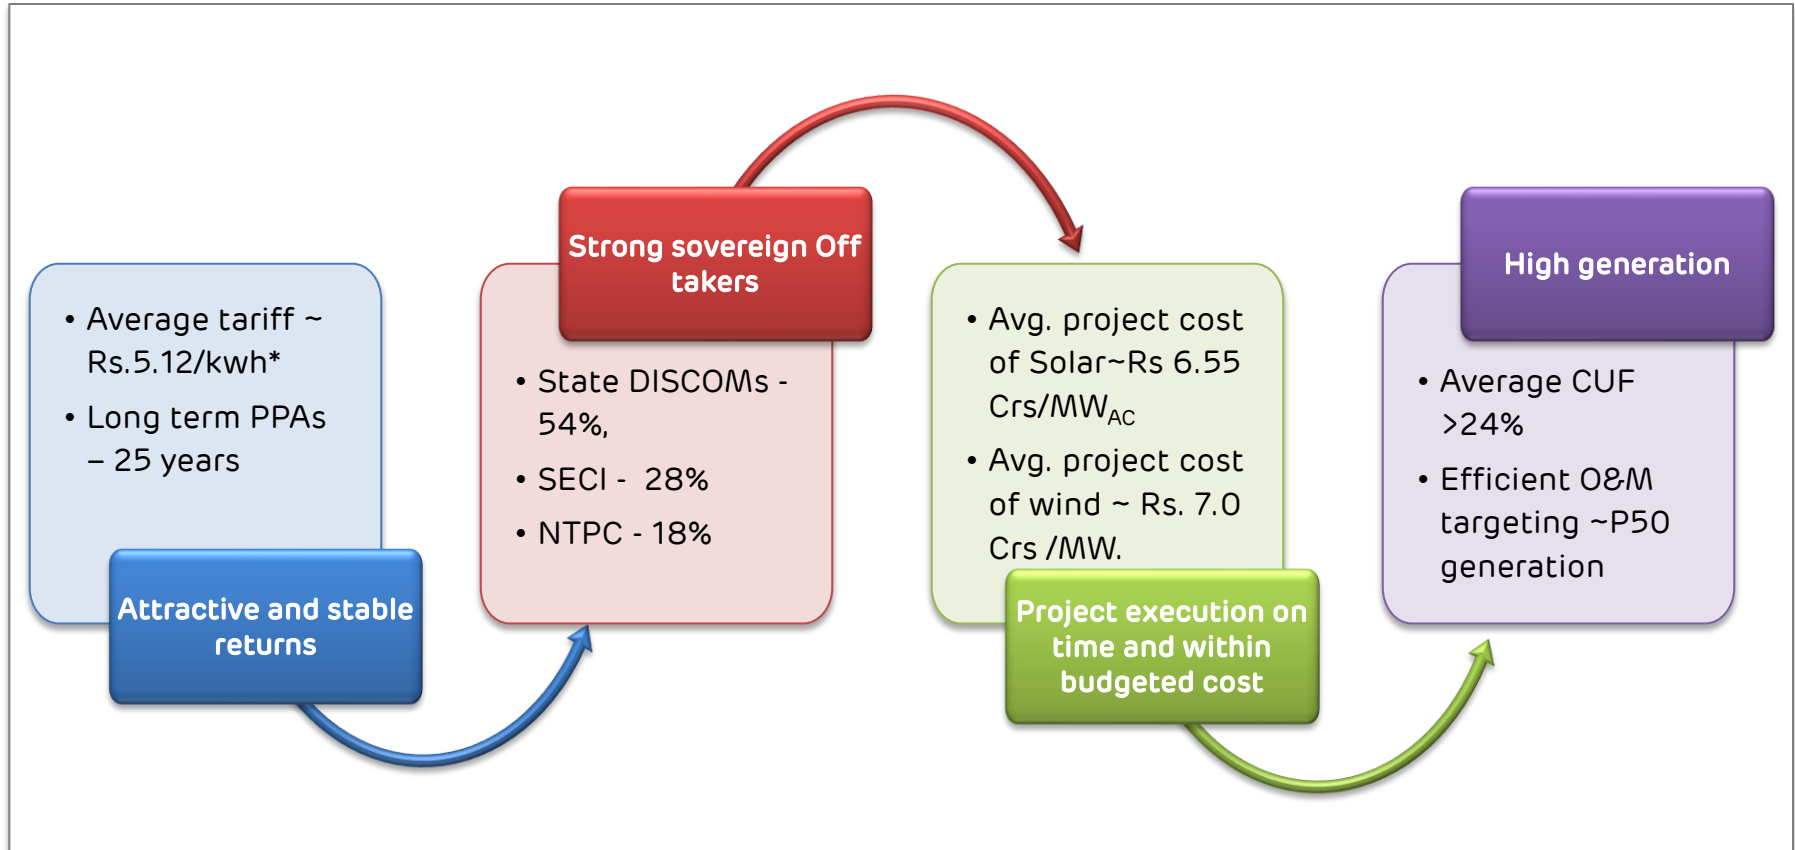 • Average tariff ~
Rs.5.12/kwh*
• Long term PPAs
– 25 years
Attractive and stable
returns
Strong sovereign Off
takers
• State DISCOMs -
54%,
• SECI -  28%
• NTPC - 18%
• Avg. project cost
of Solar~Rs 6.55
Crs/MWAC
• Avg. project cost
of wind ~ Rs. 7.0
Crs /MW.
Project execution on
time and within
budgeted cost
High generation
• Average CUF
>24%
• Efficient O&M
targeting ~P50
generation